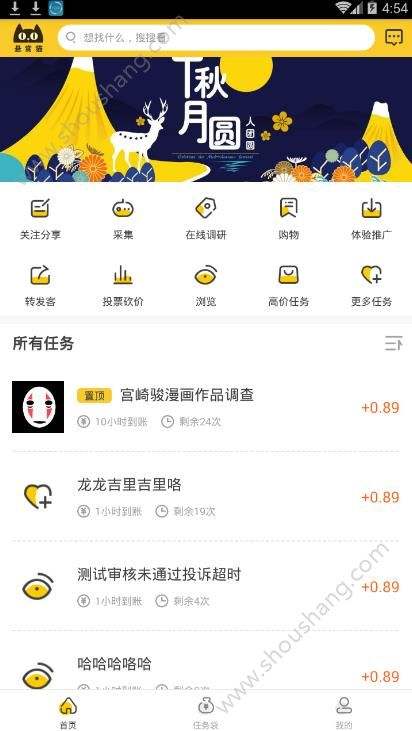 4:54
悬赏猫
想找什么，搜搜看
秋
月
圆
人团圆
关注分享
采集
在线调研
购物
体验推广
转发客
投票砍价
浏览
高价任务
更多任务
所有任务
置顶 宫崎骏漫画作品调查
10小时到账 剩余24次
+0.89
龙龙吉里吉里咯
1小时到账 剩余19次
+0.89
测试审核未通过投诉超时
1小时到账 剩余4次
+0.89
哈哈哈咯哈
+0.89
首页
任务袋
我的
www.shoushang.com
www.shoushang.com